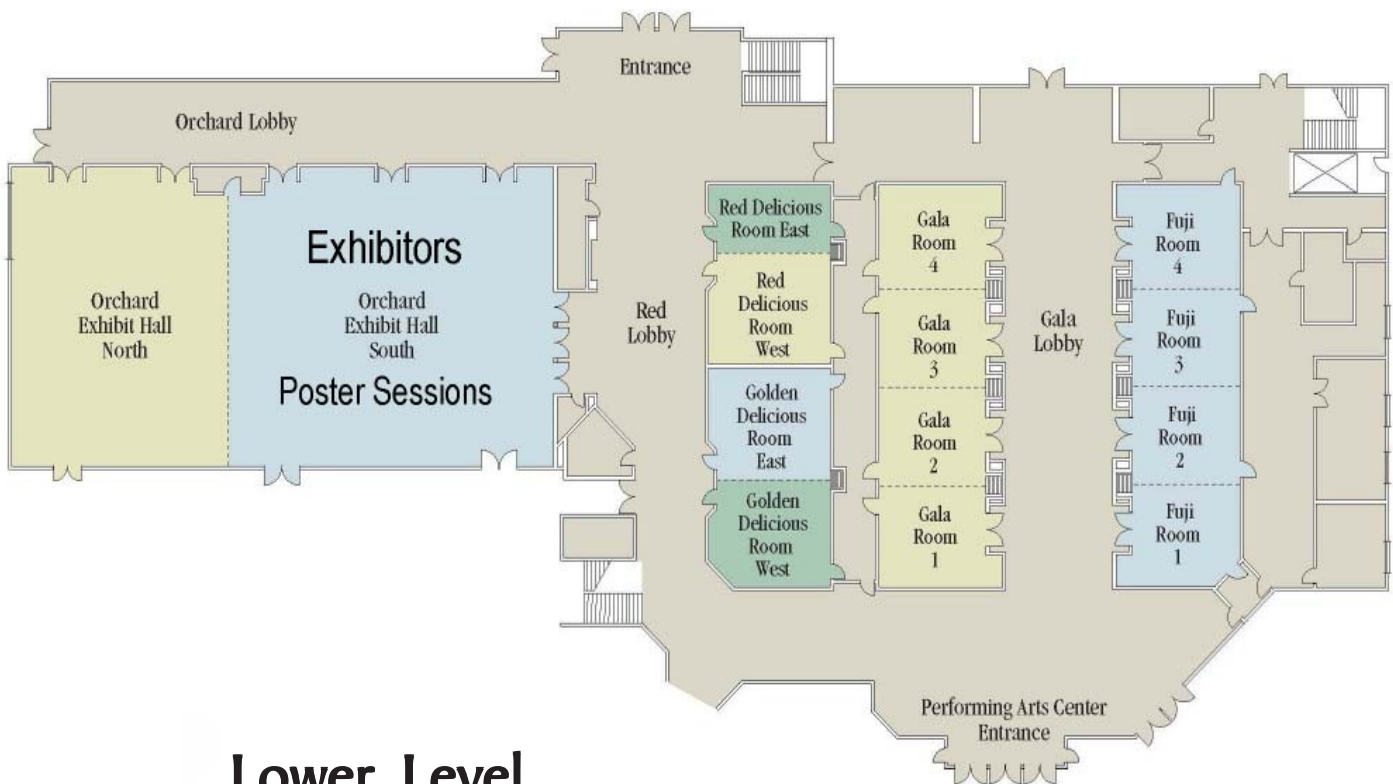 Entrance
Orchard Lobby
Exhibitors
Orchard
Exhibit Hall
North
Orchard
Exhibit Hall
South
Poster Sessions
Red
Lobby
Red Delicious
Room East
Red
Delicious
Room
West
Golden
Delicious
Room
East
Golden
Delicious
Room
West
Gala
Room
4
Gala
Room
3
Gala
Room
2
Gala
Room
1
Gala
Lobby
Fuji
Room
4
Fuji
Room
3
Fuji
Room
2
Fuji
Room
1
Performing Arts Center
Entrance
Lower Level